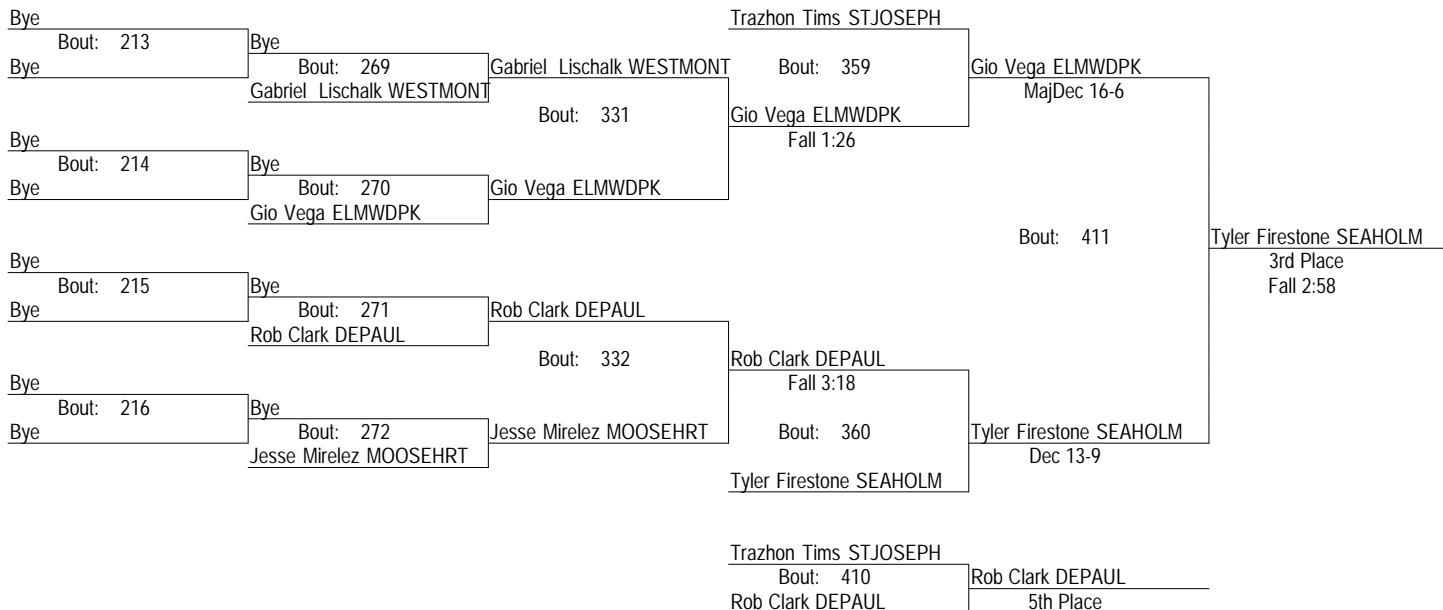 Bye
Bout: 213
Bye
Bye
Bout: 269
Gabriel Lischalk WESTMONT
Gabriel Lischalk WESTMONT
Bout: 331
Bye
Bout: 214
Bye
Bye
Bout: 270
Gio Vega ELMWDPK
Gio Vega ELMWDPK
Trazhon Tims STJOSEPH
Bout: 359
Gio Vega ELMWDPK
Fall 1:26
Gio Vega ELMWDPK
MajDec 16-6
Bye
Bout: 215
Bye
Bye
Bout: 271
Rob Clark DEPAUL
Rob Clark DEPAUL
Bout: 332
Bye
Bout: 216
Bye
Bye
Bout: 272
Jesse Mirelez MOOSEHRT
Jesse Mirelez MOOSEHRT
Rob Clark DEPAUL
Fall 3:18
Bout: 360
Tyler Firestone SEAHOLM
Tyler Firestone SEAHOLM
Dec 13-9
Bout: 411
Tyler Firestone SEAHOLM
3rd Place
Fall 2:58
Trazhon Tims STJOSEPH
Bout: 410
Rob Clark DEPAUL
Rob Clark DEPAUL
5th Place